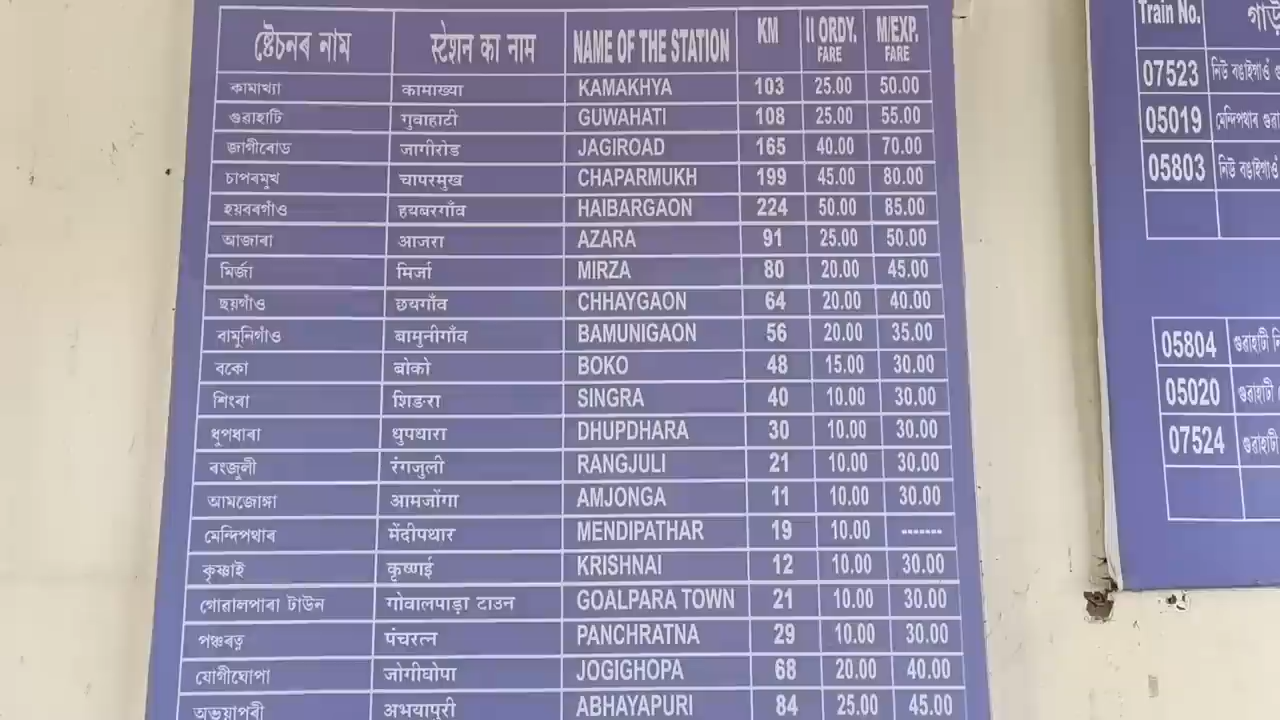 ষ্টেচনৰ নাম स्टेशन का नाम NAME OF THE STATION KM II ORDY. FARE M/EXP. FARE
কামাখ্যা कामाख्या KAMAKHYA 103 25.00 50.00
গুৱাহাটি गुवाहाटी GUWAHATI 108 25.00 55.00
জাগীৰোড जागीरोड JAGIROAD 165 40.00 70.00
চাপৰমুখ चापरमुख CHAPARMUKH 199 45.00 80.00
হয়বৰগাঁও हयबरगाँव HAIBARGAON 224 50.00 85.00
আজাৰা आजरा AZARA 91 25.00 50.00
মিৰ্জা मिर्जा MIRZA 80 20.00 45.00
ছয়গাঁও छयगाँव CHHAYGAON 64 20.00 40.00
বামুনিগাঁও बामुनीगाँव BAMUNIGAON 56 20.00 35.00
বকো बोको BOKO 48 15.00 30.00
শিংৰা शिङरा SINGRA 40 10.00 30.00
ধুপধাৰা धुपधारा DHUPDHARA 30 10.00 30.00
ৰংজুলী रंगजुली RANGJULI 21 10.00 30.00
আমজোঙ্গা आमजोंगा AMJONGA 11 10.00 30.00
মেন্দিপথাৰ मेंदीपथार MENDIPATHAR 19 10.00 -------
কৃষ্ণাই कृष्णई KRISHNAI 12 10.00 30.00
গোৱালপাৰা টাউন गोवालपाड़ा टाउन GOALPARA TOWN 21 10.00 30.00
পঞ্চৰত্ন पंचरत्न PANCHRATNA 29 10.00 30.00
যোগীঘোপা जोगीघोपा JOGIGHOPA 68 20.00 40.00
অভয়াপুৰী अभयापुरी ABHAYAPURI 84 25.00 45.00
Train No.
07523 নিউ বঙাইগাওঁ
05019 মেন্দিপথাৰ
05803 নিউ বঙাইগাওঁ
05804 গুৱাহাটী
05020 গুৱাহাটী
07524 গুৱাহাটী